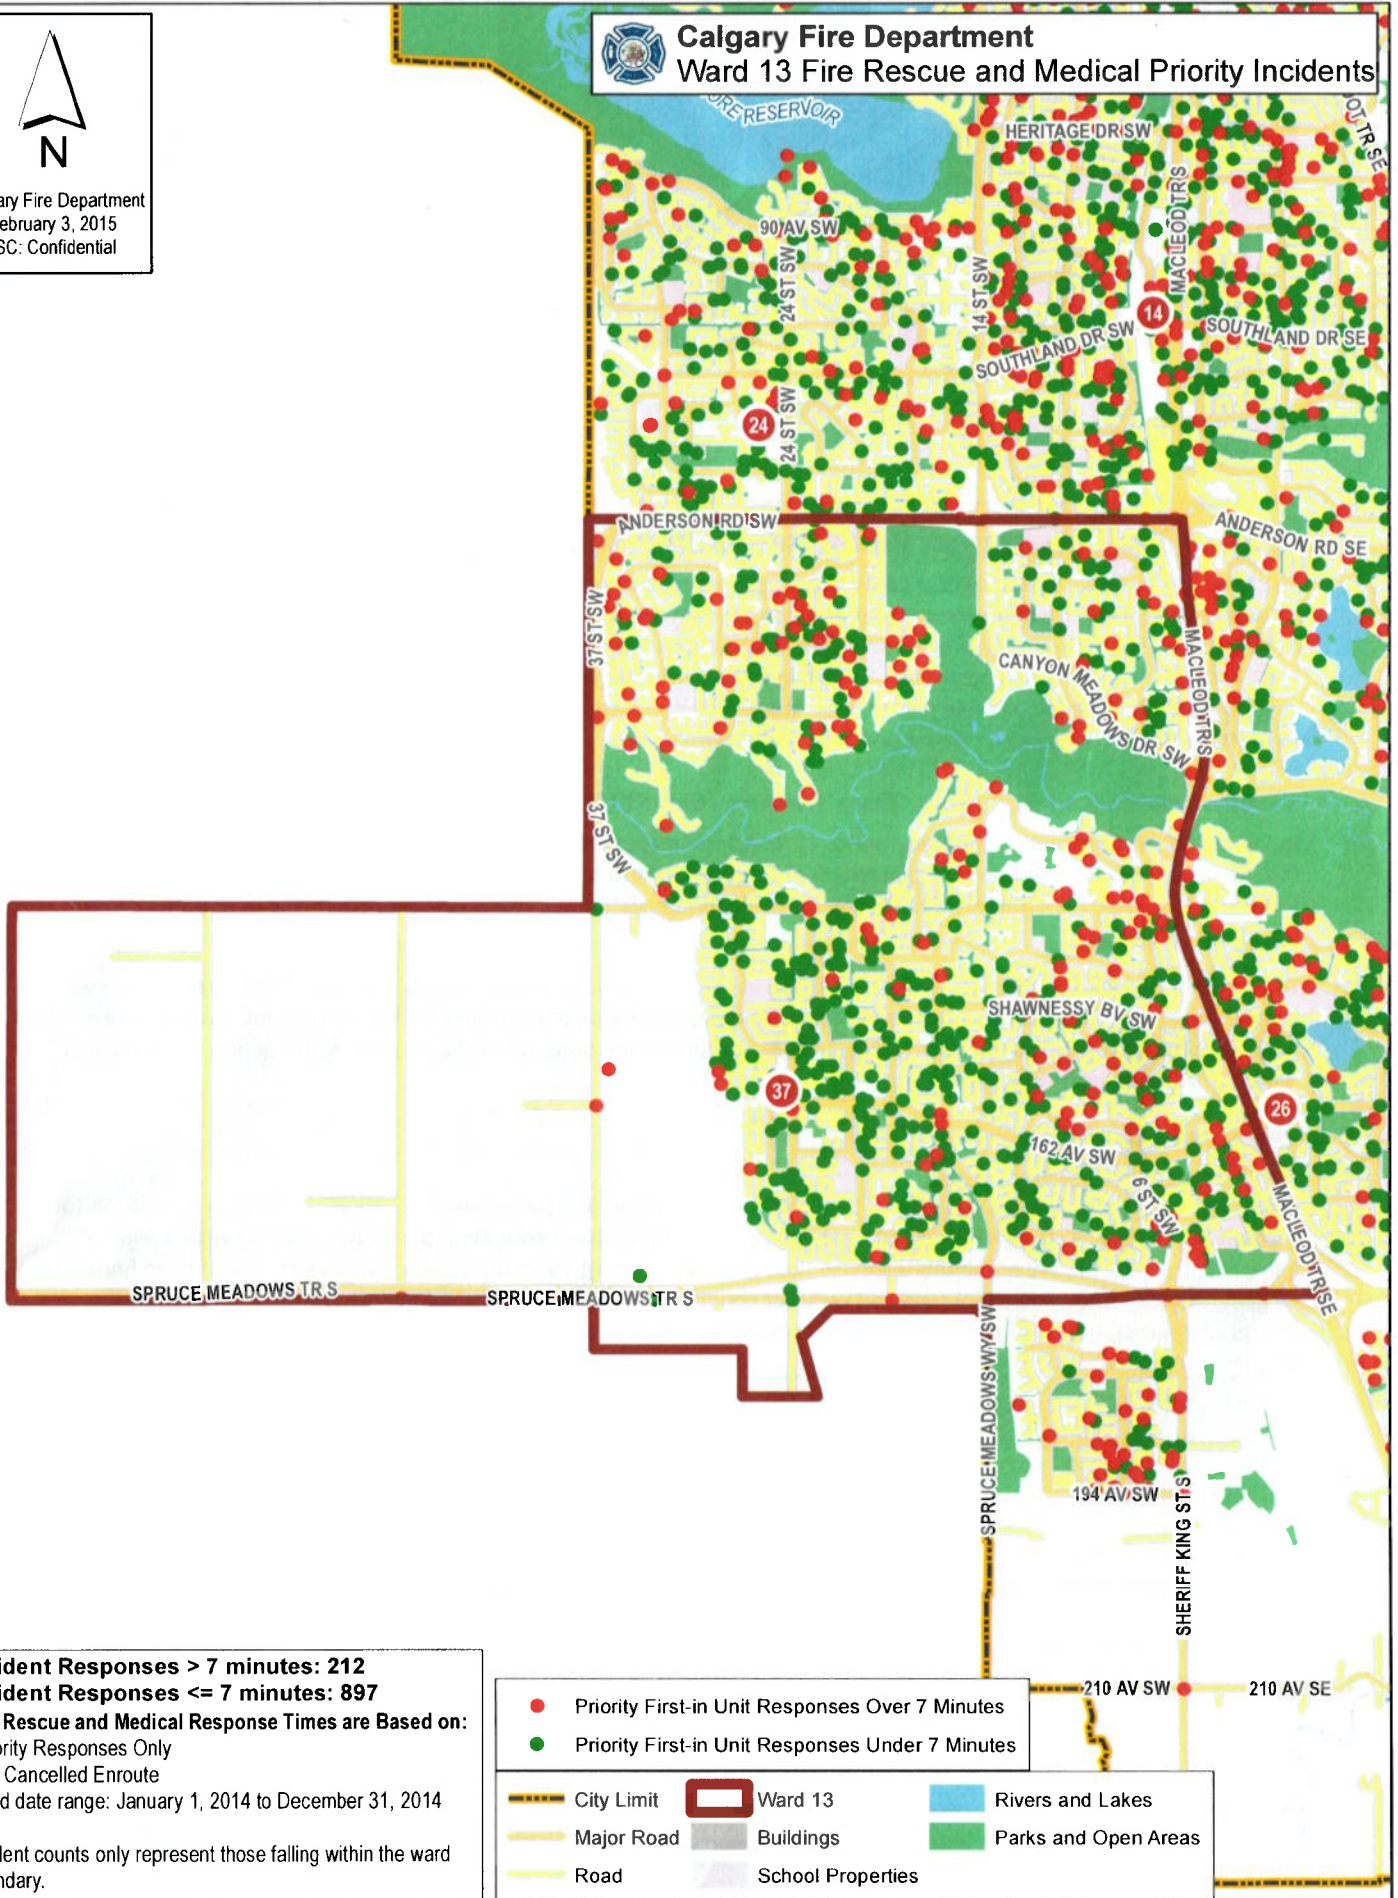 Calgary Fire Department
Ward 13 Fire Rescue and Medical Priority Incidents
N
ary Fire Department
ebruary 3, 2015
SC: Confidential
ORE RESERVOIR
HERITAGE DR SW
OOT TR SE
MACLEOD TR S
90 AV SW
24 ST SW
14 ST SW
14
SOUTHLAND DR SW
SOUTHLAND DR SE
24
24 ST SW
ANDERSON RD SW
ANDERSON RD SE
37 ST SW
CANYON MEADOWS DR SW
MACLEOD TR S
37 ST SW
SHAWNESSY BV SW
37
26
162 AV SW
6 ST SW
MACLEOD TR SE
SPRUCE MEADOWS TR S
SPRUCE MEADOWS TR S
SPRUCE MEADOWS WY SW
194 AV SW
SHERIFF KING ST S
210 AV SW
210 AV SE
ident Responses > 7 minutes: 212
ident Responses <= 7 minutes: 897
Rescue and Medical Response Times are Based on:
ority Responses Only
Cancelled Enroute
d date range: January 1, 2014 to December 31, 2014
dent counts only represent those falling within the ward
ndary.
Priority First-in Unit Responses Over 7 Minutes
Priority First-in Unit Responses Under 7 Minutes
City Limit
Ward 13
Rivers and Lakes
Major Road
Buildings
Parks and Open Areas
Road
School Properties